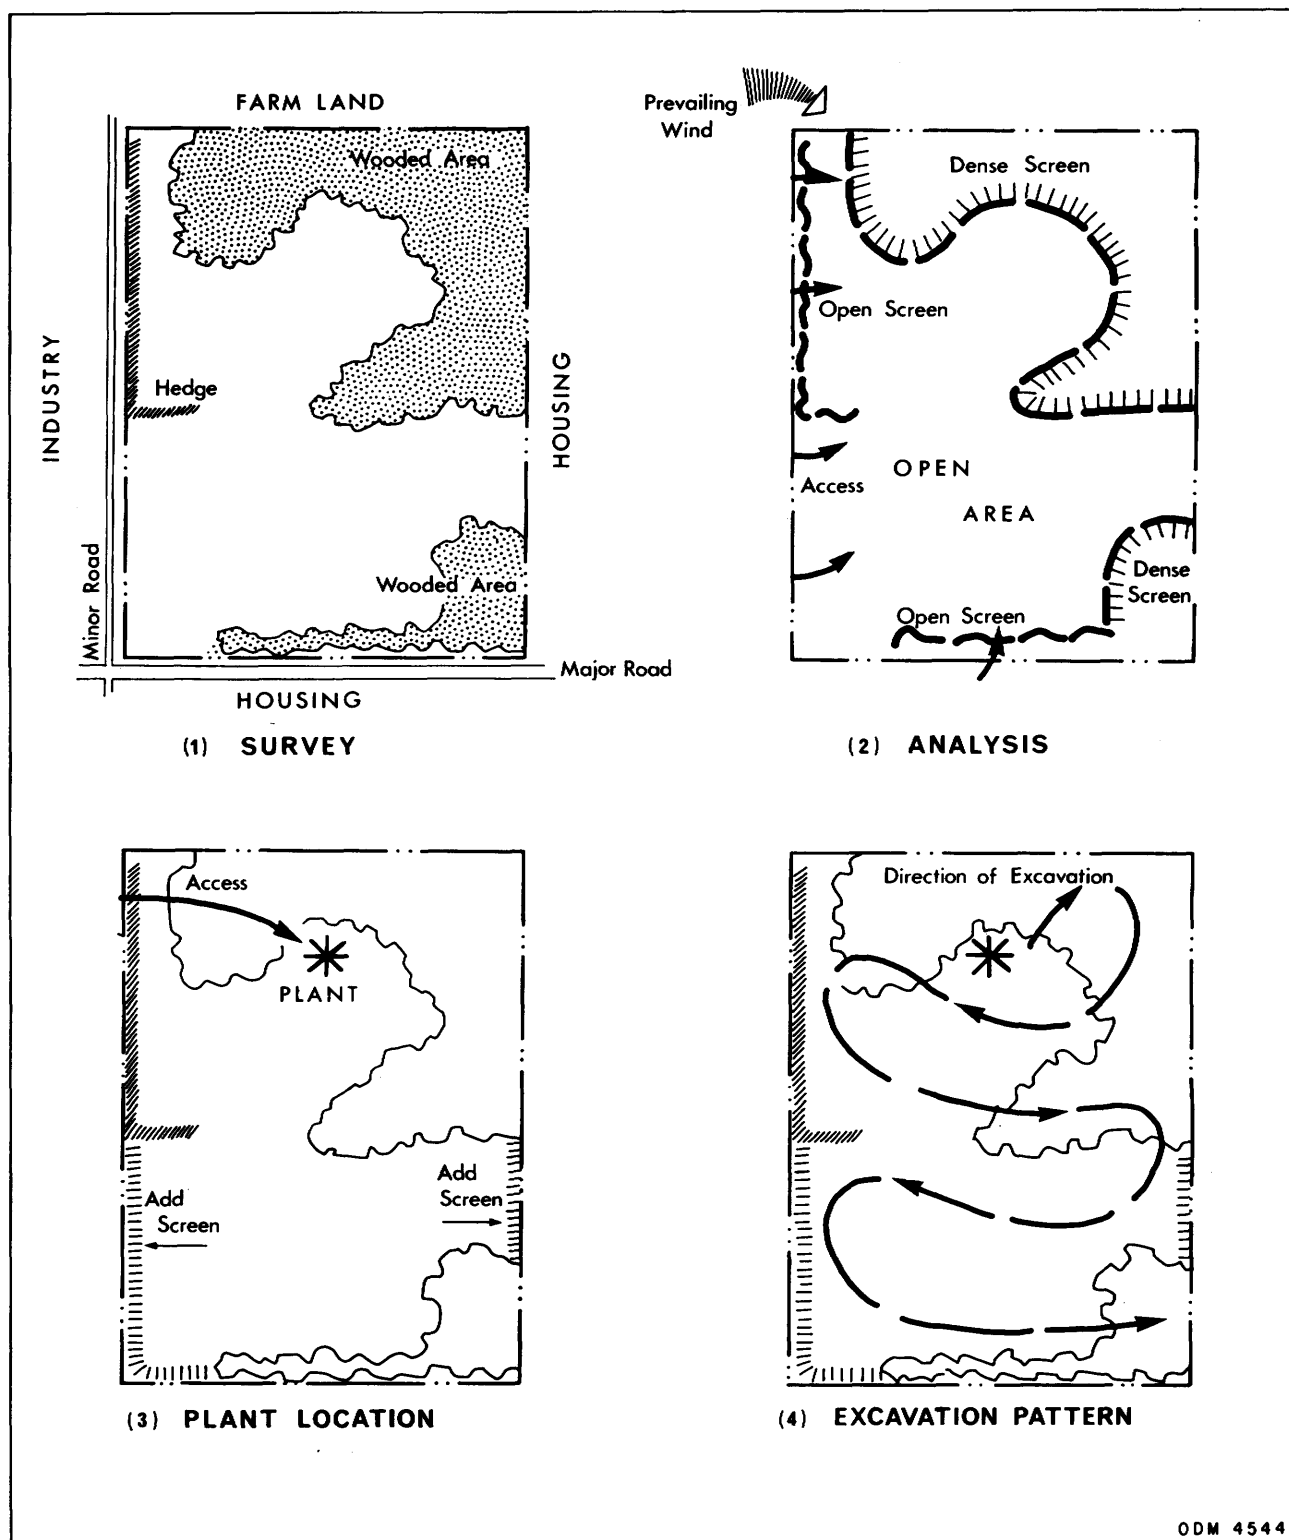 FARM LAND
Wooded Area
INDUSTRY
Hedge
HOUSING
Wooded Area
Minor Road
Major Road
HOUSING
(1) SURVEY
Prevailing
Wind
Dense Screen
Open Screen
OPEN
Access
AREA
Dense
Screen
Open Screen
(2) ANALYSIS
Access
PLANT
Add
Screen
Add
Screen
(3) PLANT LOCATION
Direction of Excavation
(4) EXCAVATION PATTERN
ODM 4544